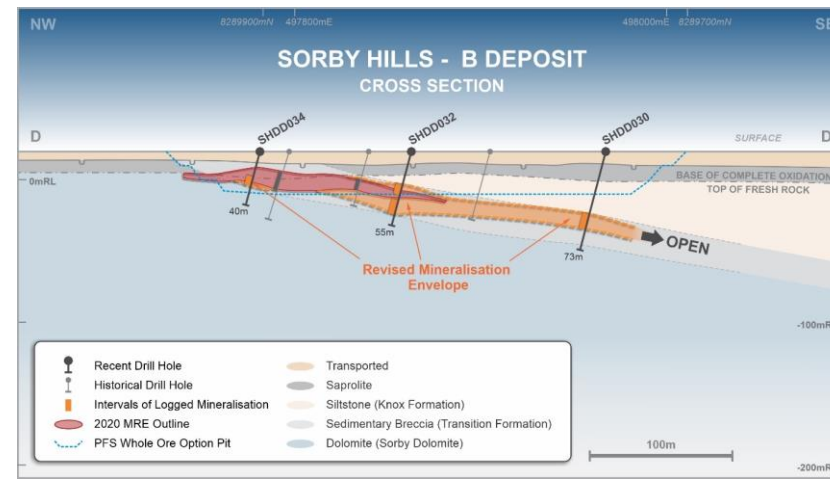 NW
8289900mN 497800mE
498000mE 8289700mN
SE
SORBY HILLS - B DEPOSIT
CROSS SECTION
D
SHDD034
SHDD032
SHDD030
SURFACE
D
BASE OF COMPLETE OXIDATION
TOP OF FRESH ROCK
0mRL
40m
55m
73m
OPEN
Revised Mineralisation
Envelope
-100mR
Recent Drill Hole
Historical Drill Hole
Intervals of Logged Mineralisation
2020 MRE Outline
PFS Whole Ore Option Pit
Transported
Saprolite
Siltstone (Knox Formation)
Sedimentary Breccia (Transition Formation)
Dolomite (Sorby Dolomite)
100m
-200mR